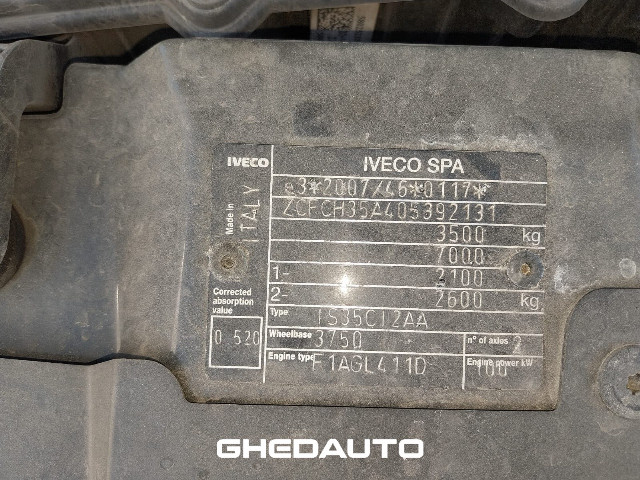 IVECO
IVECO SPA
Made in ITALY
e3*2007/46*0117*
ZCFCH35A405392131
3500 kg
7000
1- 2100
2- 2600 kg
Corrected absorption value
0 520
Type IS35CI2AA
Wheelbase 3750
n° of axles 2
Engine type F1AGL411D
Engine power kW 100
GHEDAUTO